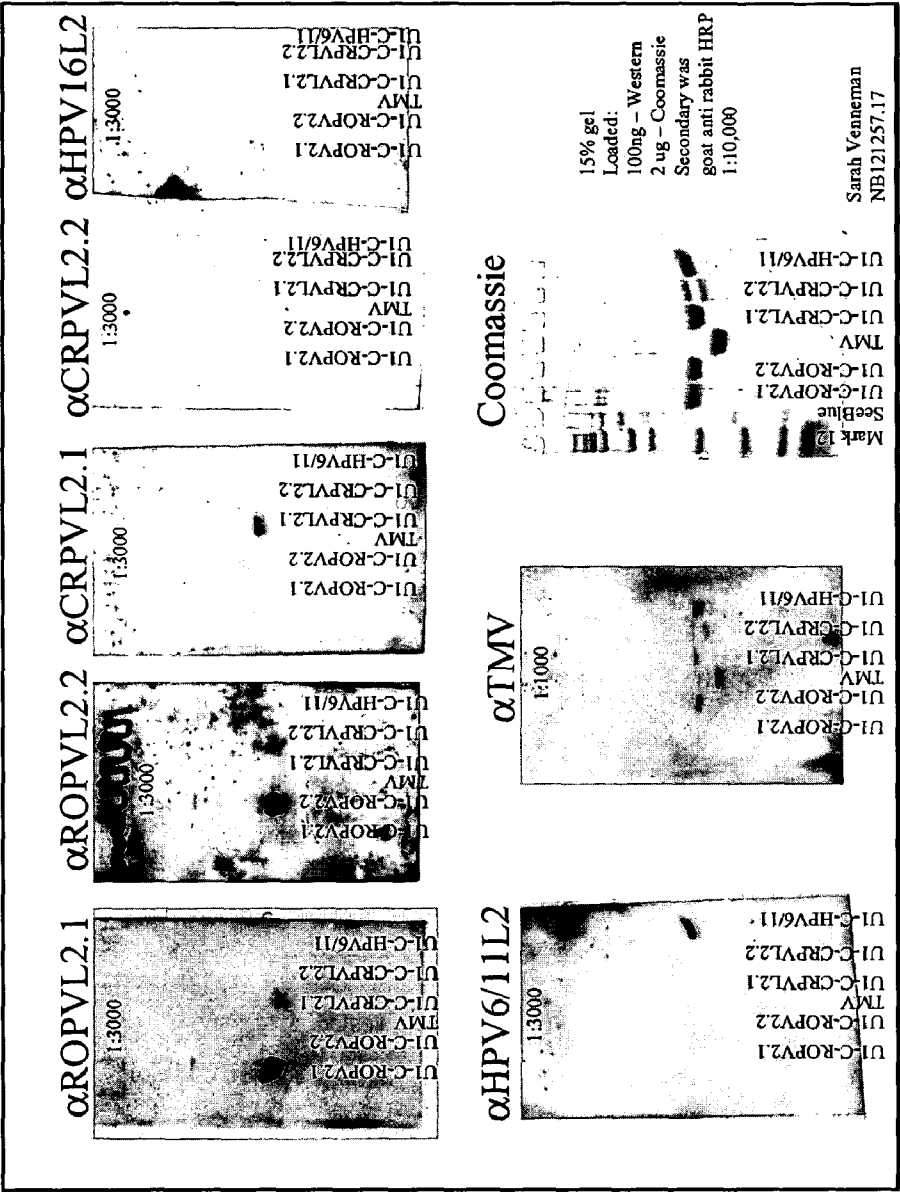 αROPVL2.1
1:3000
U1-C-ROPV2.1
U1-C-ROPV2.2
TMV
U1-C-CRPVL2.1
U1-C-CRPVL2.2
U1-C-HPV6/11
αROPVL2.2
1:3000
U1-C-ROPV2.1
U1-C-ROPV2.2
TMV
U1-C-CRPVL2.1
U1-C-CRPVL2.2
U1-C-HPV6/11
αCRPVL2.1
1:3000
U1-C-ROPV2.1
U1-C-ROPV2.2
TMV
U1-C-CRPVL2.1
U1-C-CRPVL2.2
U1-C-HPV6/11
αCRPVL2.2
1:3000
U1-C-ROPV2.1
U1-C-ROPV2.2
TMV
U1-C-CRPVL2.1
U1-C-CRPVL2.2
U1-C-HPV6/11
αHPV16L2
1:3000
U1-C-ROPV2.1
U1-C-ROPV2.2
TMV
U1-C-CRPVL2.1
U1-C-CRPVL2.2
U1-C-HPV6/11
αHPV6/11L2
1:3000
U1-C-ROPV2.1
U1-C-ROPV2.2
TMV
U1-C-CRPVL2.1
U1-C-CRPVL2.2
U1-C-HPV6/11
αTMV
1:1000
U1-C-ROPV2.1
U1-C-ROPV2.2
TMV
U1-C-CRPVL2.1
U1-C-CRPVL2.2
U1-C-HPV6/11
Coomassie
Mark 12
SeeBlue
U1-C-ROPV2.1
U1-C-ROPV2.2
TMV
U1-C-CRPVL2.1
U1-C-CRPVL2.2
U1-C-HPV6/11
15% gel
Loaded:
100ng – Western
2 ug – Coomassie
Secondary was
goat anti rabbit HRP
1:10,000
Sarah Venneman
NB121257.17